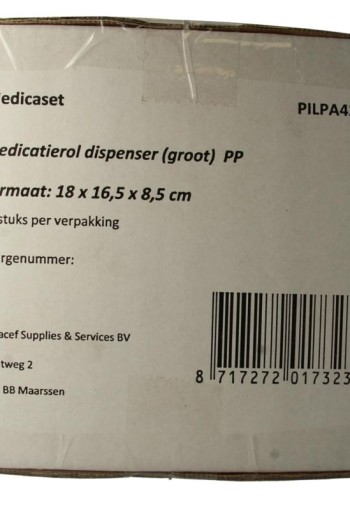 edicaset
PILPA4
edicatierol dispenser (groot) PP
rmaat: 18 x 16,5 x 8,5 cm
stuks per verpakking
rgenummer:
acef Supplies & Services BV
tweg 2
BB Maarssen
8 717272 017323